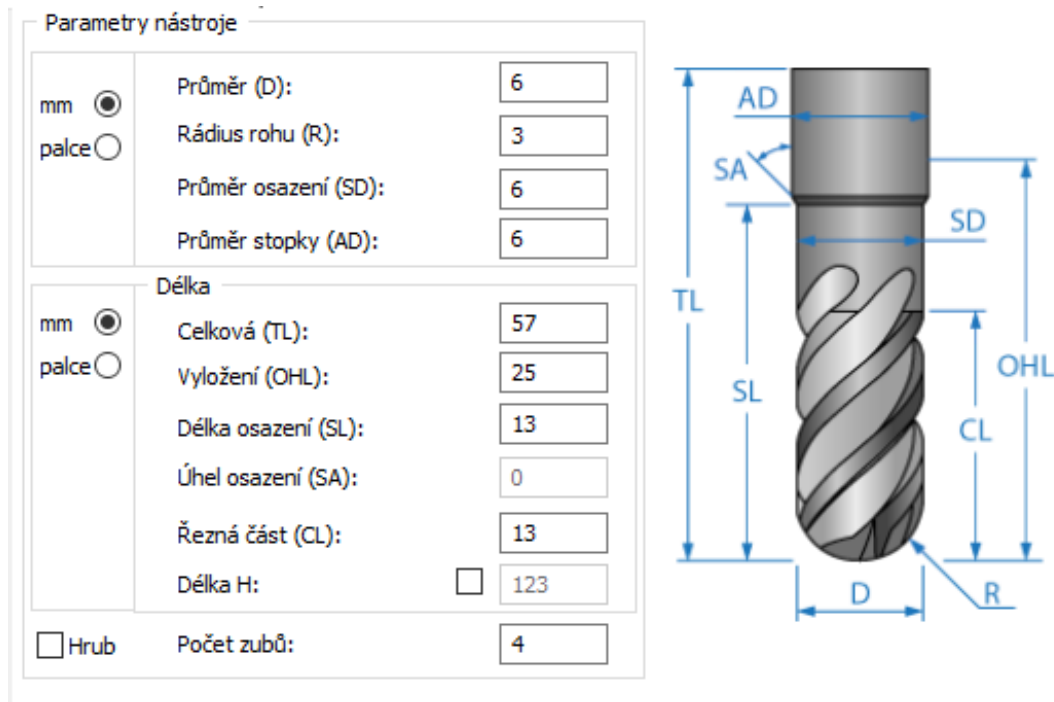 Parametry nástroje
mm
palce
Průměr (D): 6
Rádius rohu (R): 3
Průměr osazení (SD): 6
Průměr stopky (AD): 6
Délka
mm
palce
Celková (TL): 57
Vyložení (OHL): 25
Délka osazení (SL): 13
Úhel osazení (SA): 0
Řezná část (CL): 13
Délka H: 123
Hrub
Počet zubů: 4
AD
SA
SD
TL
OHL
SL
CL
D
R